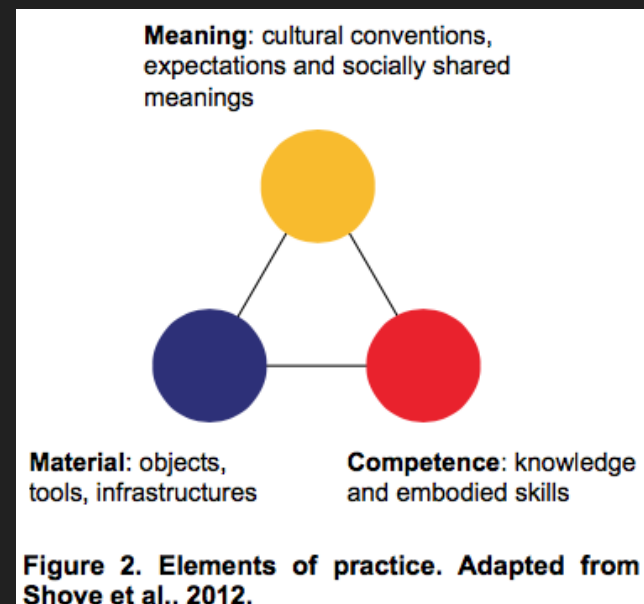 Meaning: cultural conventions,
expectations and socially shared
meanings
Material: objects,
tools, infrastructures
Competence: knowledge
and embodied skills
Figure 2. Elements of practice. Adapted from
Shove et al., 2012.